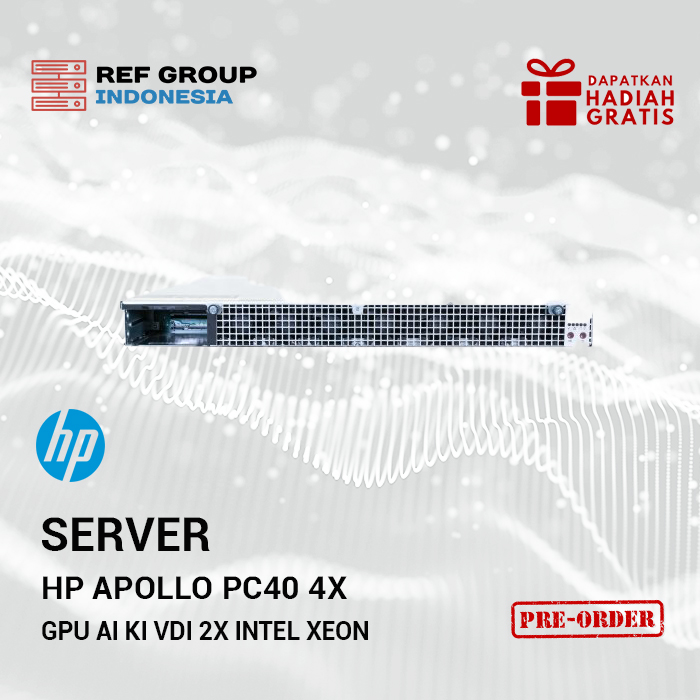 REF GROUP
INDONESIA
DAPATKAN
HADIAH
GRATIS
hp
SERVER
HP APOLLO PC40 4X
GPU AI KI VDI 2X INTEL XEON
PRE-ORDER